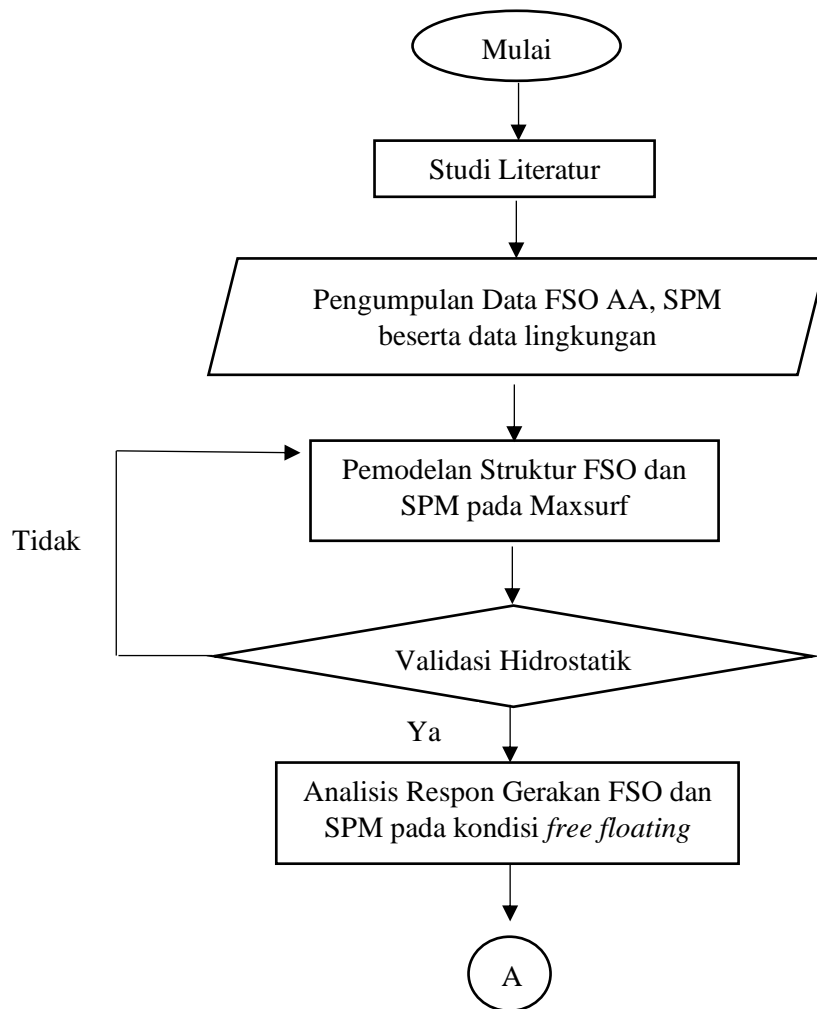 Mulai
Studi Literatur
Pengumpulan Data FSO AA, SPM
beserta data lingkungan
Pemodelan Struktur FSO dan
SPM pada Maxsurf
Tidak
Validasi Hidrostatik
Ya
Analisis Respon Gerakan FSO dan
SPM pada kondisi free floating
A